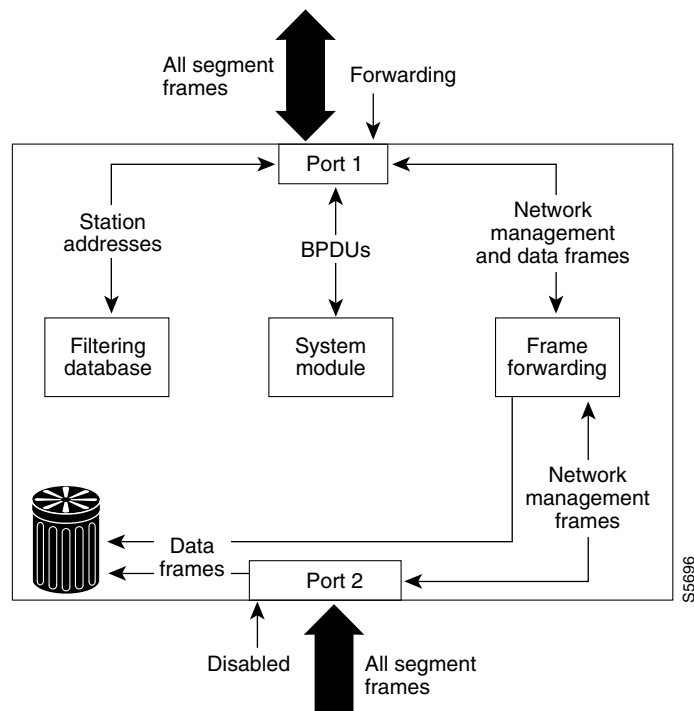 All segment
frames
Forwarding
Port 1
Station
addresses
BPDUs
Network
management
and data frames
Filtering
database
System
module
Frame
forwarding
Network
management
frames
Data
frames
Port 2
Disabled
All segment
frames
S5696